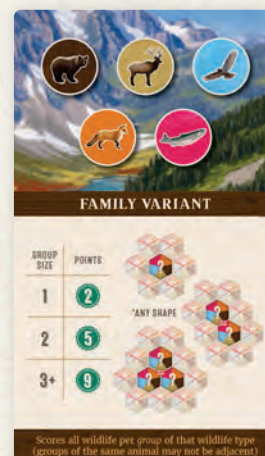 FAMILY VARIANT
GROUP SIZE POINTS
1 2
*ANY SHAPE
2 5
3+ 9
? ? ? ? ? ?
Scores all wildlife per group of that wildlife type
(groups of the same animal may not be adjacent)